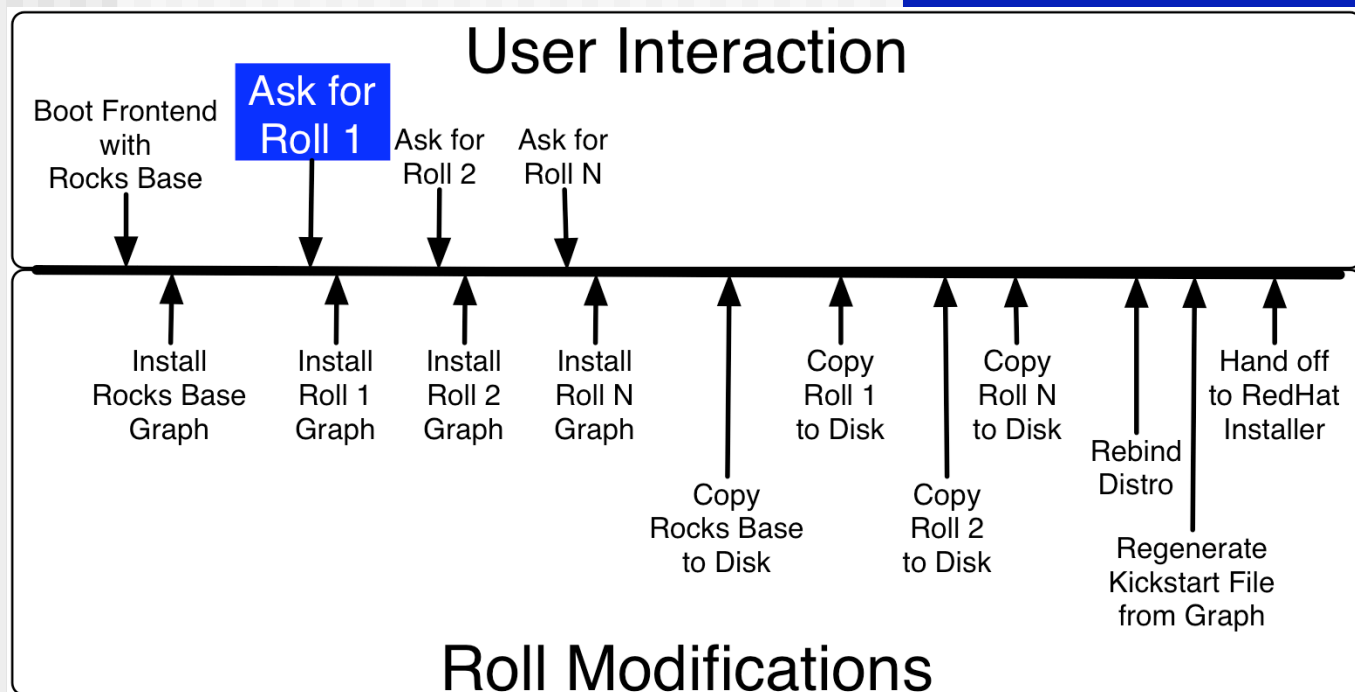 User Interaction
Boot Frontend
with
Rocks Base
Ask for
Roll 1
Ask for
Roll 2
Ask for
Roll N
Install
Rocks Base
Graph
Install
Roll 1
Graph
Install
Roll 2
Graph
Install
Roll N
Graph
Copy
Rocks Base
to Disk
Copy
Roll 1
to Disk
Copy
Roll 2
to Disk
Copy
Roll N
to Disk
Rebind
Distro
Regenerate
Kickstart File
from Graph
Hand off
to RedHat
Installer
Roll Modifications